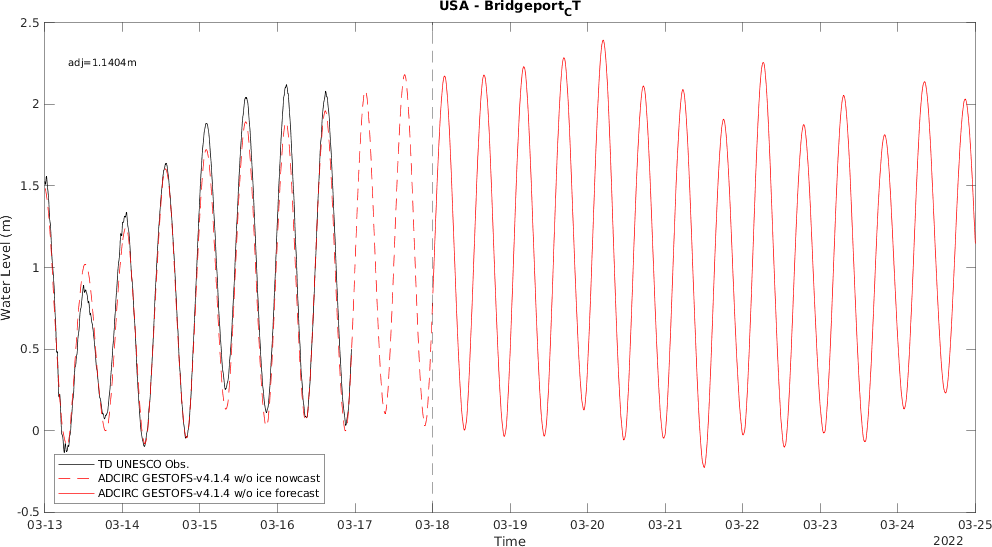 USA - Bridgeport_CT
adj=1.1404m
Water Level (m)
2.5
2
1.5
1
0.5
0
-0.5
TD UNESCO Obs.
ADCIRC GESTOFS-v4.1.4 w/o ice nowcast
ADCIRC GESTOFS-v4.1.4 w/o ice forecast
03-13 03-14 03-15 03-16 03-17 03-18 03-19 03-20 03-21 03-22 03-23 03-24 03-25
Time
2022